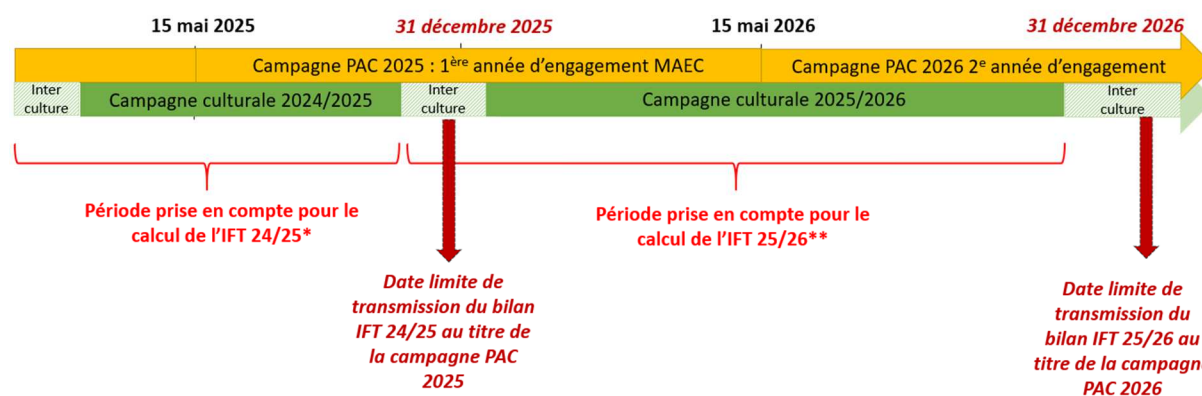 15 mai 2025
31 décembre 2025
15 mai 2026
31 décembre 2026
Campagne PAC 2025 : 1ère année d’engagement MAEC
Campagne PAC 2026 2e année d’engagement
Inter
culture
Campagne culturale 2024/2025
Inter
culture
Campagne culturale 2025/2026
Inter
culture
Période prise en compte pour le
calcul de l’IFT 24/25*
Période prise en compte pour le
calcul de l’IFT 25/26**
Date limite de
transmission du bilan
IFT 24/25 au titre de
la campagne PAC
2025
Date limite de
transmission du
bilan IFT 25/26 au
titre de la campagne
PAC 2026